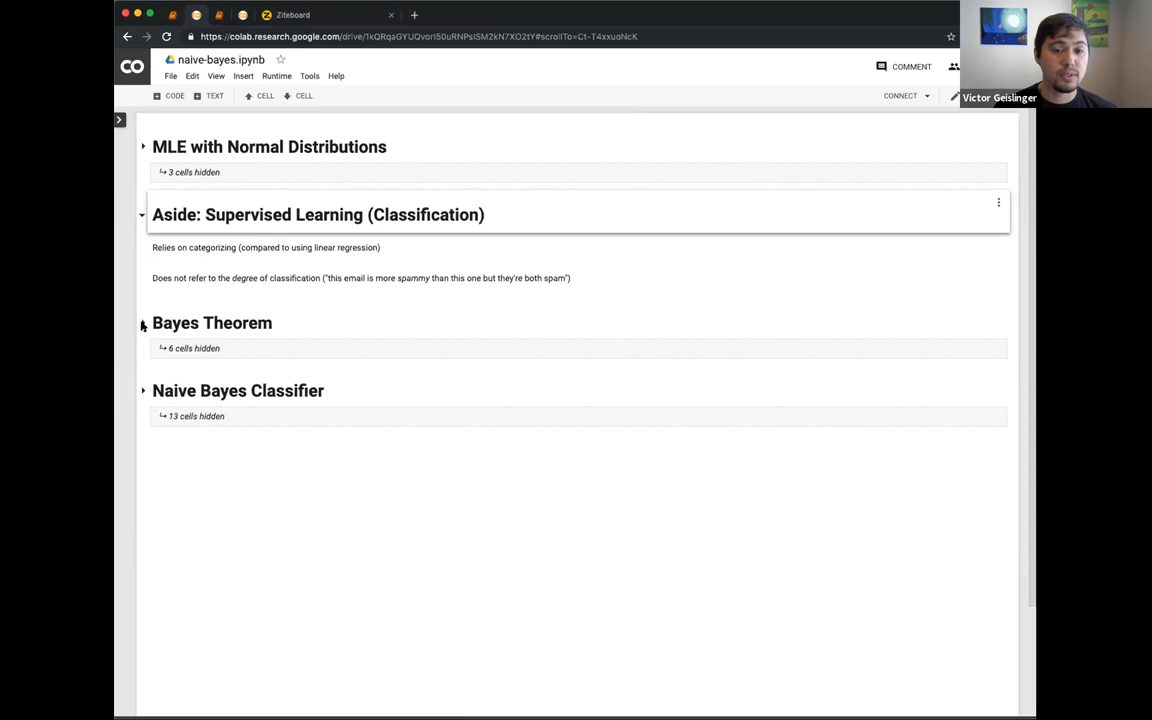 Ziteboard
https://colab.research.google.com/drive/1kQRqaGYUQvorI50uRNPsISM2kN7XO2tY#scrollTo=Ct-T4xxuoNcK
CO
naive-bayes.ipynb
File Edit View Insert Runtime Tools Help
COMMENT
CODE TEXT CELL CELL
CONNECT
Victor Geislinger
MLE with Normal Distributions
3 cells hidden
Aside: Supervised Learning (Classification)
Relies on categorizing (compared to using linear regression)
Does not refer to the degree of classification ("this email is more spammy than this one but they're both spam")
Bayes Theorem
6 cells hidden
Naive Bayes Classifier
13 cells hidden